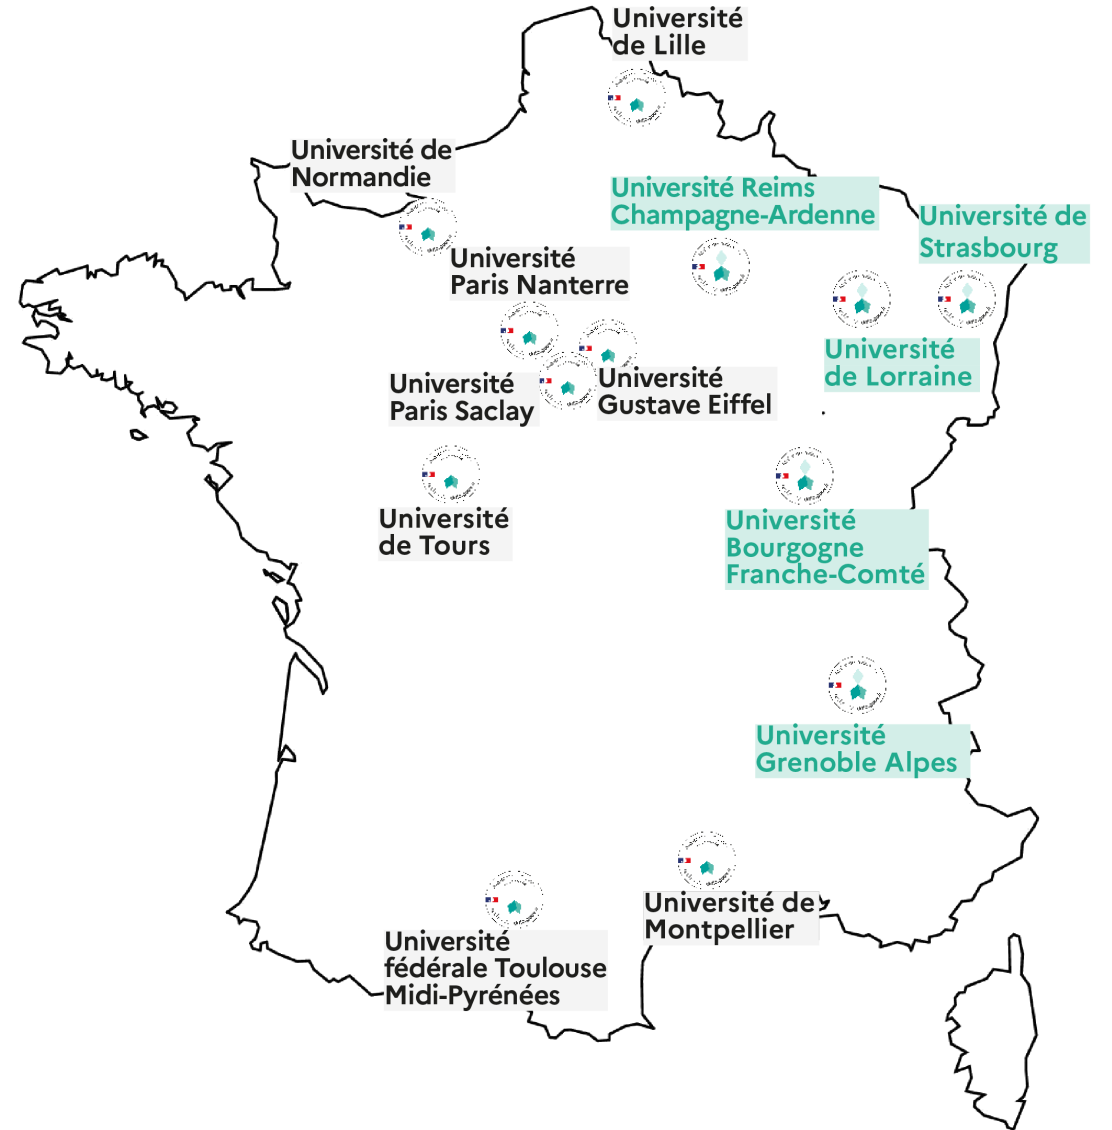 Université
de Lille
Université de
Normandie
Université Reims
Champagne-Ardenne
Université de
Strasbourg
Université
Paris Nanterre
Université
de Lorraine
Université
Paris Saclay
Université
Gustave Eiffel
Université
de Tours
Université
Bourgogne
Franche-Comté
Université
Grenoble Alpes
Université de
Montpellier
Université
fédérale Toulouse
Midi-Pyrénées